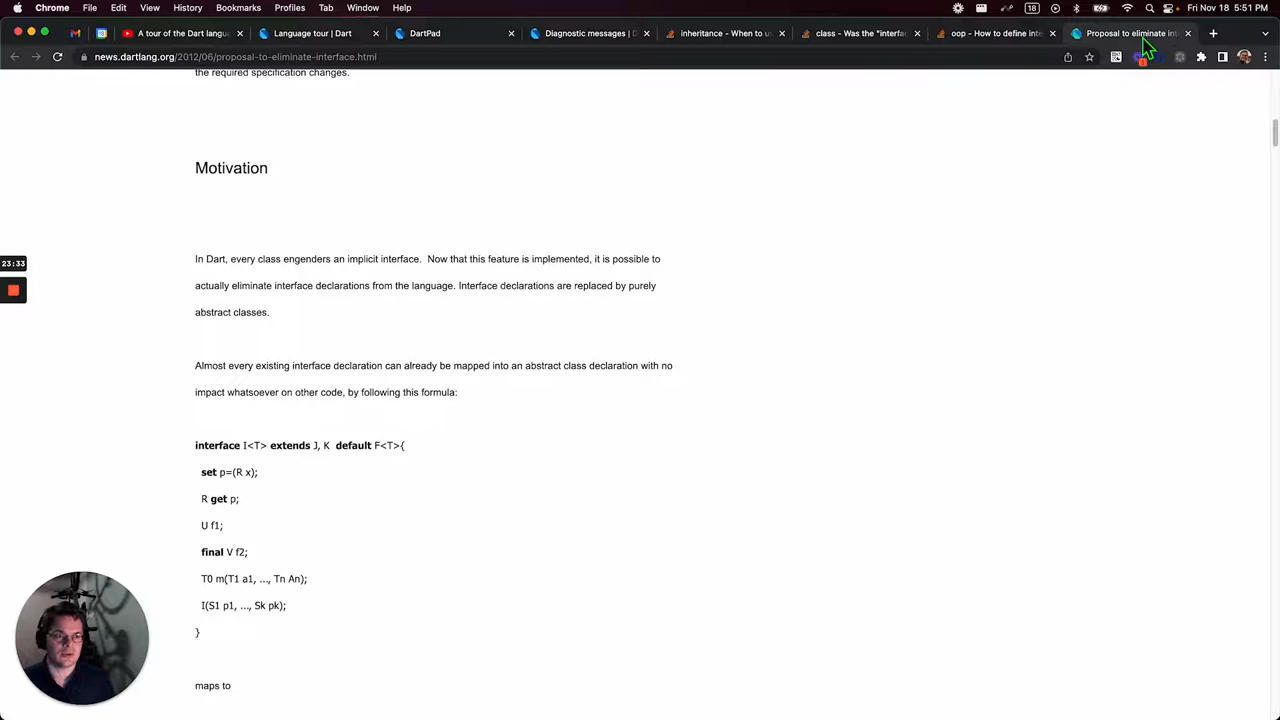 Chrome File Edit View History Bookmarks Profiles Tab Window Help
18 Fri Nov 18 5:51 PM
A tour of the Dart langu
Language tour | Dart
DartPad
Diagnostic messages | D
inheritance - When to us
class - Was the "interfac
oop - How to define inte
Proposal to eliminate int
news.dartlang.org/2012/06/proposal-to-eliminate-interface.html
the required specification changes.
Motivation
In Dart, every class engenders an implicit interface. Now that this feature is implemented, it is possible to
actually eliminate interface declarations from the language. Interface declarations are replaced by purely
abstract classes.
23:33
Almost every existing interface declaration can already be mapped into an abstract class declaration with no
impact whatsoever on other code, by following this formula:
interface I<T> extends J, K default F<T>{
set p=(R x);
R get p;
U f1;
final V f2;
T0 m(T1 a1, ..., Tn An);
I(S1 p1, ..., Sk pk);
}
maps to